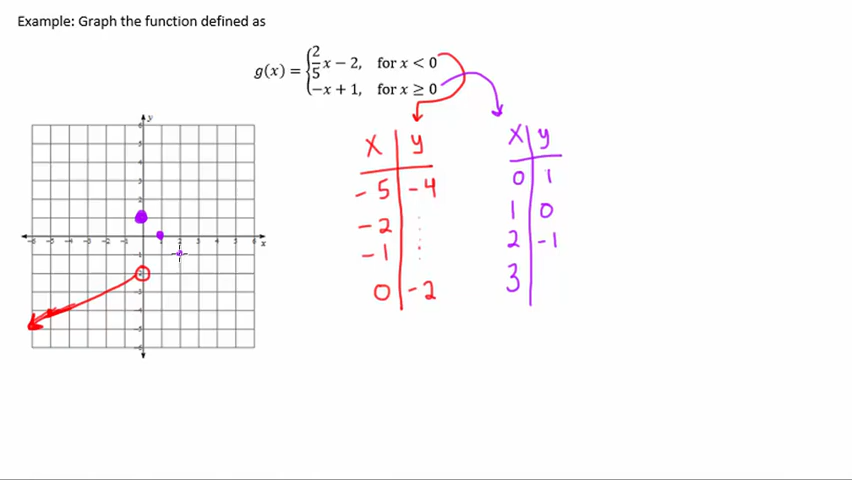 Example: Graph the function defined as
g(x) = { 2/5 x − 2, for x < 0
−x + 1, for x ≥ 0
y
x
x | y
-5 | -4
-2 | ⋮
-1 | ⋮
0 | -2
x | y
0 | 1
1 | 0
2 | -1
3 |